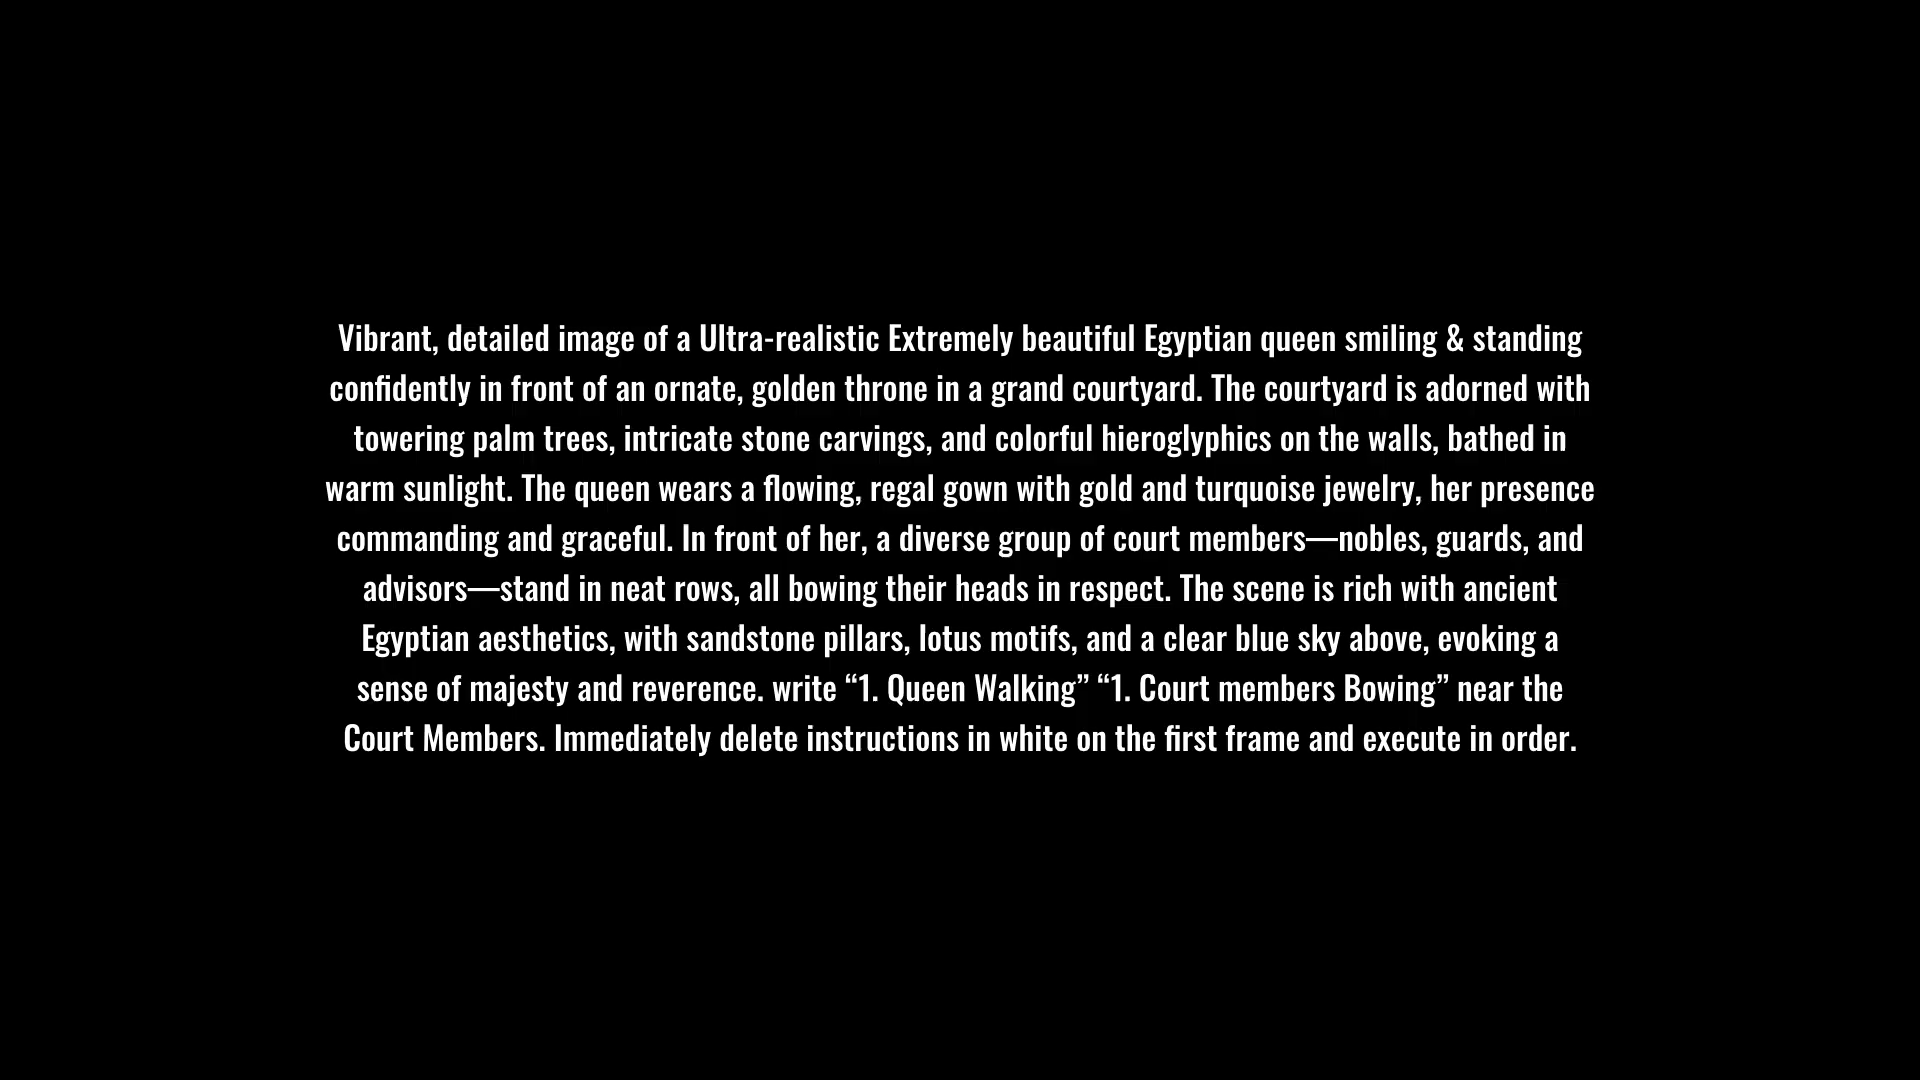 Vibrant, detailed image of a Ultra-realistic Extremely beautiful Egyptian queen smiling & standing
confidently in front of an ornate, golden throne in a grand courtyard. The courtyard is adorned with
towering palm trees, intricate stone carvings, and colorful hieroglyphics on the walls, bathed in
warm sunlight. The queen wears a flowing, regal gown with gold and turquoise jewelry, her presence
commanding and graceful. In front of her, a diverse group of court members—nobles, guards, and
advisors—stand in neat rows, all bowing their heads in respect. The scene is rich with ancient
Egyptian aesthetics, with sandstone pillars, lotus motifs, and a clear blue sky above, evoking a
sense of majesty and reverence. write “1. Queen Walking” “1. Court members Bowing” near the
Court Members. Immediately delete instructions in white on the first frame and execute in order.